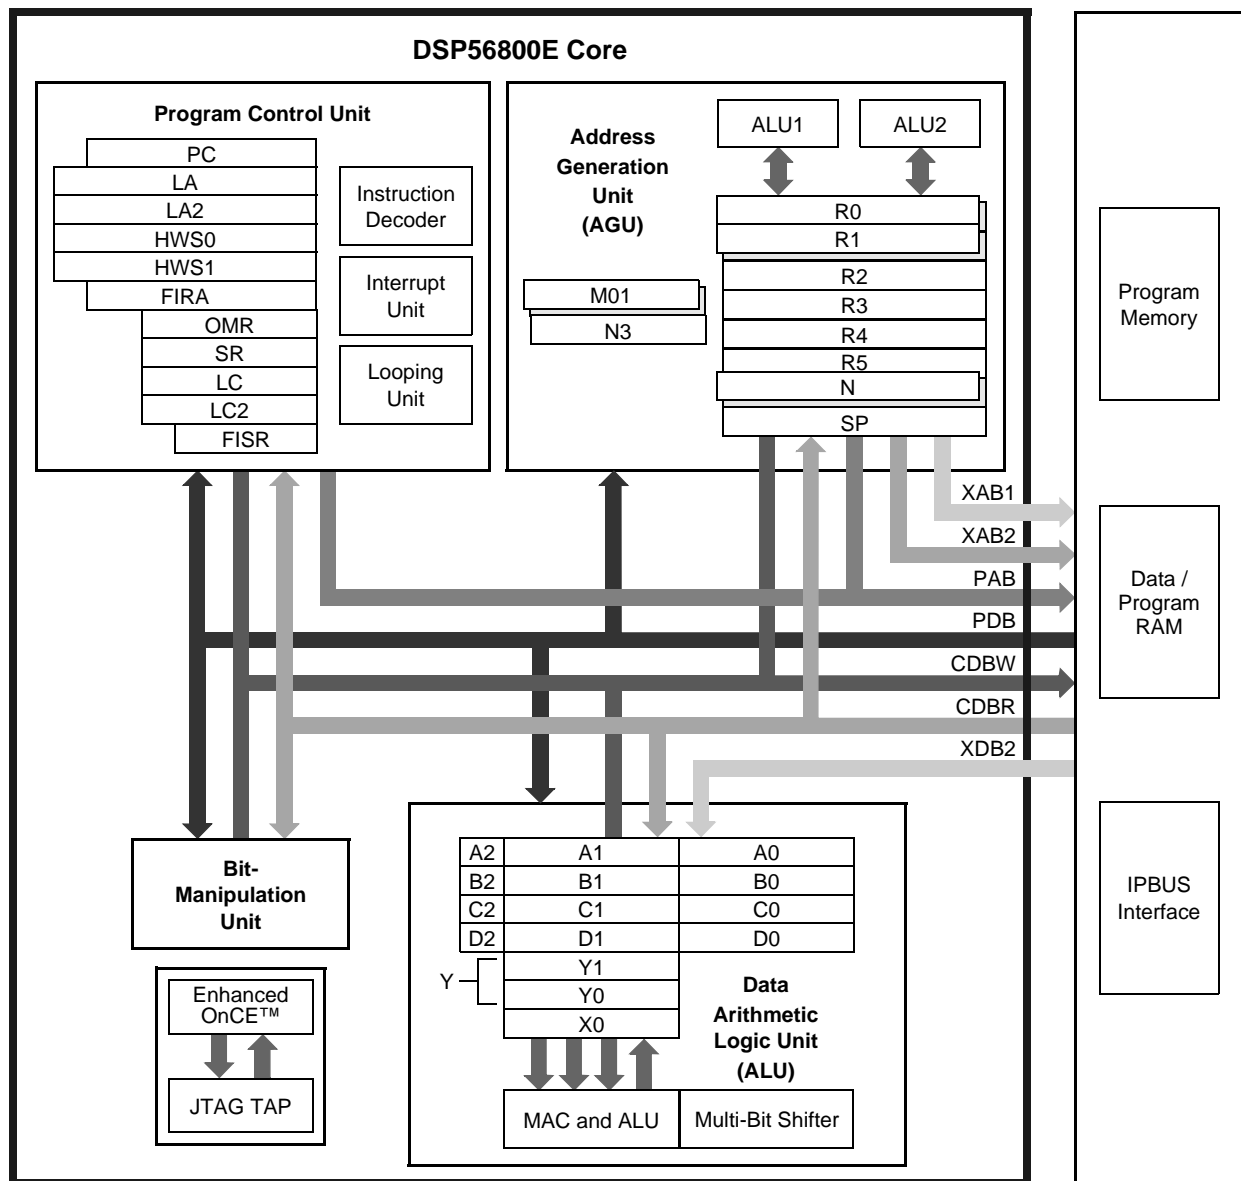 DSP56800E Core
Program Control Unit
PC
LA
LA2
HWS0
HWS1
FIRA
OMR
SR
LC
LC2
FISR
Instruction
Decoder
Interrupt
Unit
Looping
Unit
Address
Generation
Unit
(AGU)
ALU1
ALU2
R0
R1
R2
R3
R4
R5
N
SP
M01
N3
XAB1
XAB2
PAB
PDB
CDBW
CDBR
XDB2
Program
Memory
Data /
Program
RAM
IPBUS
Interface
Bit-
Manipulation
Unit
Enhanced
OnCE™
JTAG TAP
A2 A1 A0
B2 B1 B0
C2 C1 C0
D2 D1 D0
Y
Y1
Y0
X0
Data
Arithmetic
Logic Unit
(ALU)
MAC and ALU
Multi-Bit Shifter